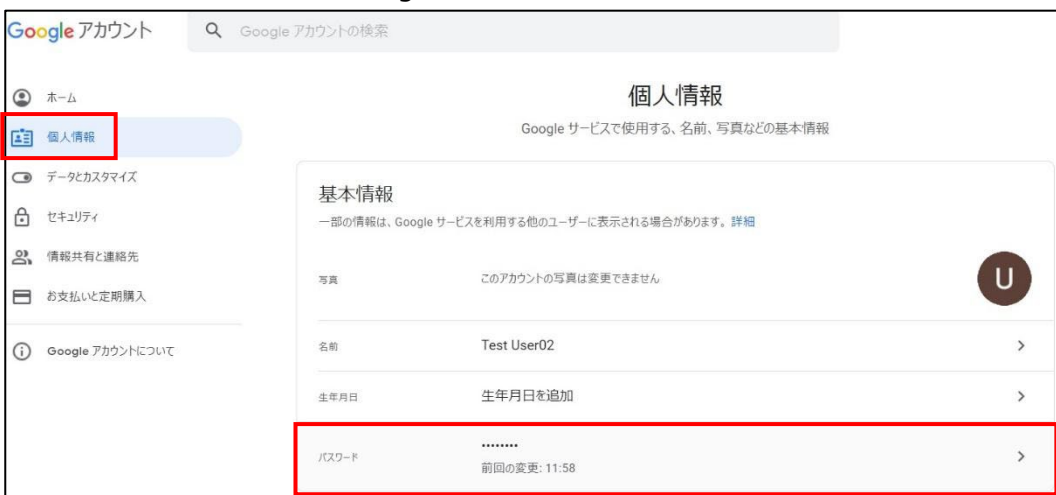 Google アカウント
Google アカウントの検索
ホーム
個人情報
データとカスタマイズ
セキュリティ
情報共有と連絡先
お支払いと定期購入
Google アカウントについて
個人情報
Google サービスで使用する、名前、写真などの基本情報
基本情報
一部の情報は、Google サービスを利用する他のユーザーに表示される場合があります。詳細
写真 このアカウントの写真は変更できません U
名前 Test User02
生年月日 生年月日を追加
パスワード ••••••••
前回の変更: 11:58